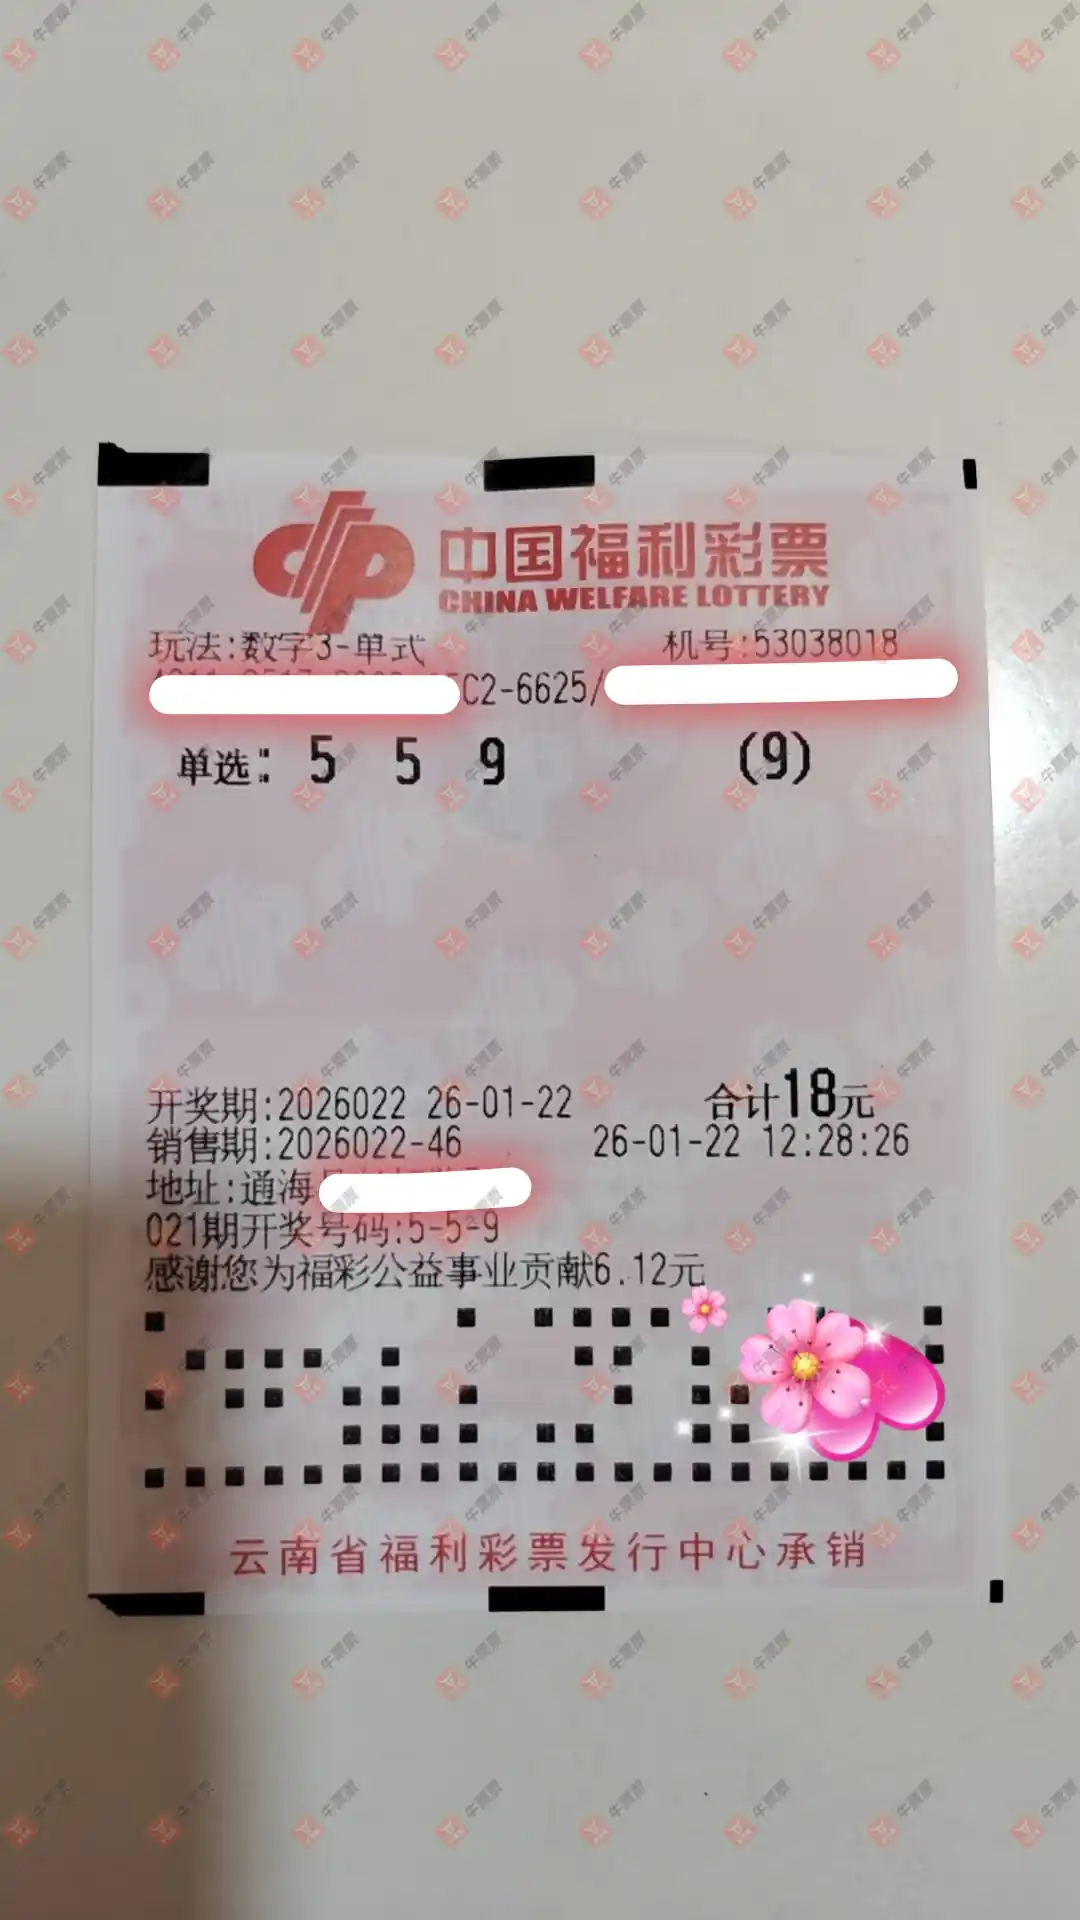 中国福利彩票
CHINA WELFARE LOTTERY
玩法:数字3-单式 机号:53038018
C2-6625/
单选: 5 5 9 (9)
开奖期:2026022 26-01-22 合计18元
销售期:2026022-46 26-01-22 12:28:26
地址:通海
021期开奖号码:5-5-9
感谢您为福彩公益事业贡献6.12元
云南省福利彩票发行中心承销
牛票票